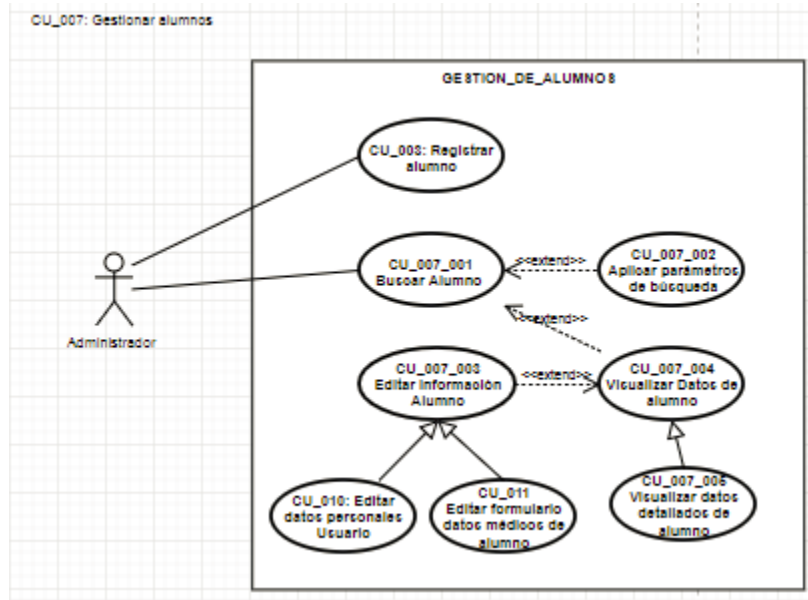 CU_007: Gestionar alumnos
GESTION_DE_ALUMNOS
CU_003: Registrar
alumno
CU_007_001
Buscar Alumno
<<extend>>
CU_007_002
Aplicar parámetros
de búsqueda
<<extend>>
Administrador
CU_007_003
Editar Información
Alumno
<<extend>>
CU_007_004
Visualizar Datos de
alumno
CU_010: Editar
datos personales
Usuario
CU_011
Editar formulario
datos médicos de
alumno
CU_007_005
Visualizar datos
detallados de
alumno